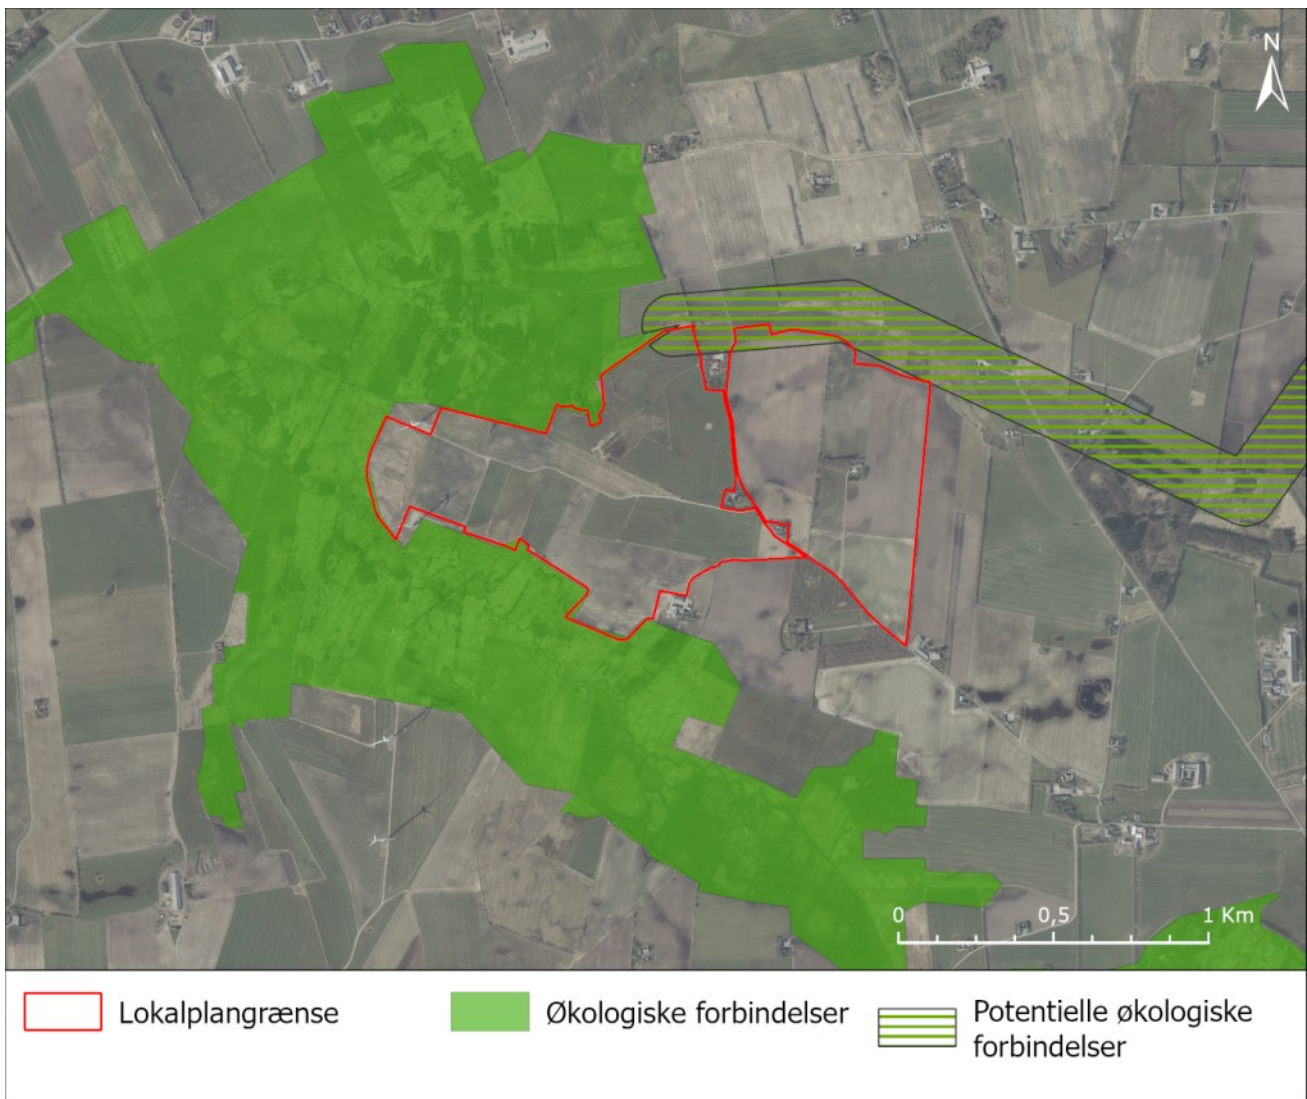 N
0 0,5 1 Km
Lokalplangrænse
Økologiske forbindelser
Potentielle økologiske
forbindelser